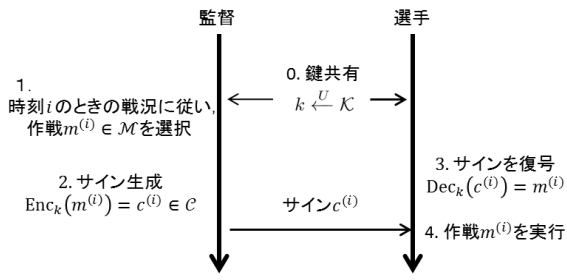 監督
選手
0. 鍵共有
k ←U 𝒦
1.
時刻iのときの戦況に従い,
作戦m^(i) ∈ ℳを選択
2. サイン生成
Enc_k(m^(i)) = c^(i) ∈ 𝒞
サインc^(i)
3. サインを復号
Dec_k(c^(i)) = m^(i)
4. 作戦m^(i)を実行